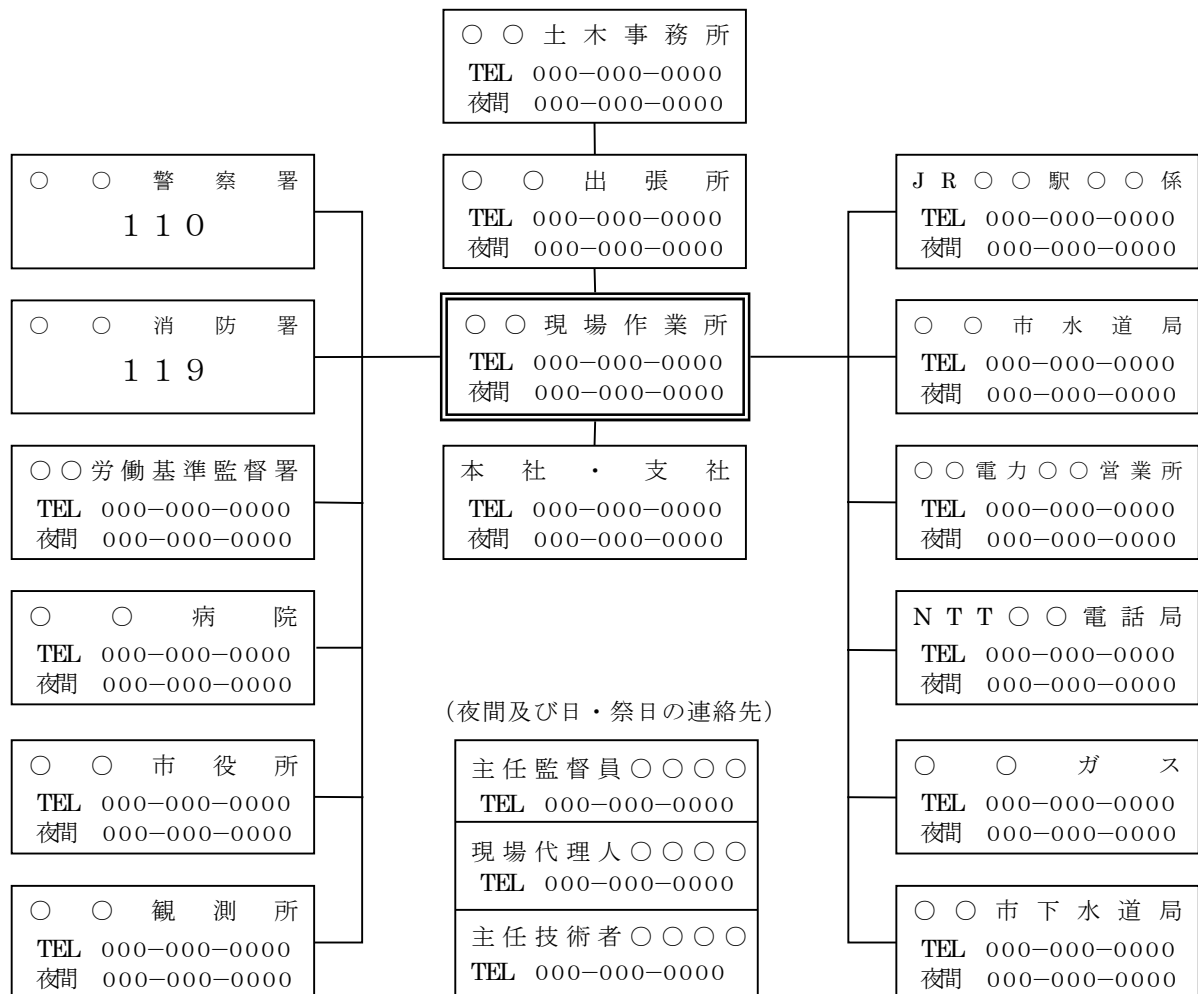 ○○土木事務所
TEL 000-000-0000
夜間 000-000-0000
○○警察署
110
○○出張所
TEL 000-000-0000
夜間 000-000-0000
JR○○駅○○係
TEL 000-000-0000
夜間 000-000-0000
○○消防署
119
○○現場作業所
TEL 000-000-0000
夜間 000-000-0000
○○市水道局
TEL 000-000-0000
夜間 000-000-0000
○○労働基準監督署
TEL 000-000-0000
夜間 000-000-0000
本社・支社
TEL 000-000-0000
夜間 000-000-0000
○○電力○○営業所
TEL 000-000-0000
夜間 000-000-0000
○○病院
TEL 000-000-0000
夜間 000-000-0000
NTT○○電話局
TEL 000-000-0000
夜間 000-000-0000
(夜間及び日・祭日の連絡先)
○○市役所
TEL 000-000-0000
夜間 000-000-0000
主任監督員○○○○
TEL 000-000-0000
現場代理人○○○○
TEL 000-000-0000
主任技術者○○○○
TEL 000-000-0000
○○ガス
TEL 000-000-0000
夜間 000-000-0000
○○観測所
TEL 000-000-0000
夜間 000-000-0000
○○市下水道局
TEL 000-000-0000
夜間 000-000-0000